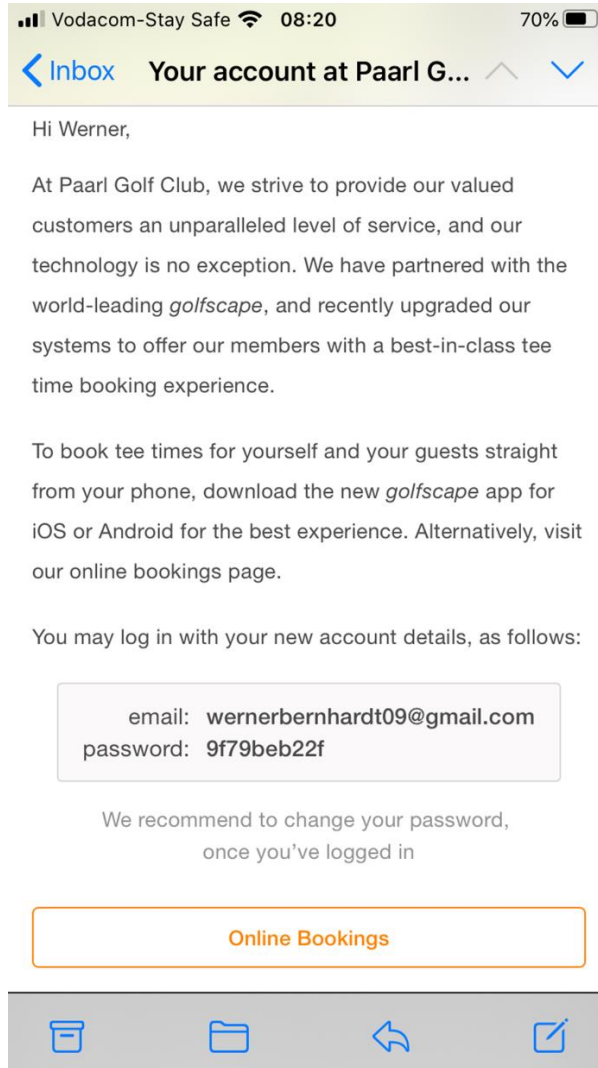 Vodacom-Stay Safe 08:20 70%
Inbox Your account at Paarl G...
Hi Werner,
At Paarl Golf Club, we strive to provide our valued
customers an unparalleled level of service, and our
technology is no exception. We have partnered with the
world-leading golfscape, and recently upgraded our
systems to offer our members with a best-in-class tee
time booking experience.
To book tee times for yourself and your guests straight
from your phone, download the new golfscape app for
iOS or Android for the best experience. Alternatively, visit
our online bookings page.
You may log in with your new account details, as follows:
email: wernerbernhardt09@gmail.com
password: 9f79beb22f
We recommend to change your password,
once you've logged in
Online Bookings